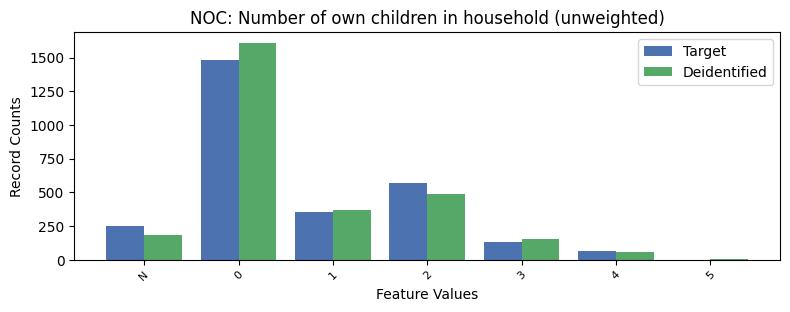 NOC: Number of own children in household (unweighted)
Target
Deidentified
Record Counts
1500
1250
1000
750
500
250
0
N 0 1 2 3 4 5
Feature Values